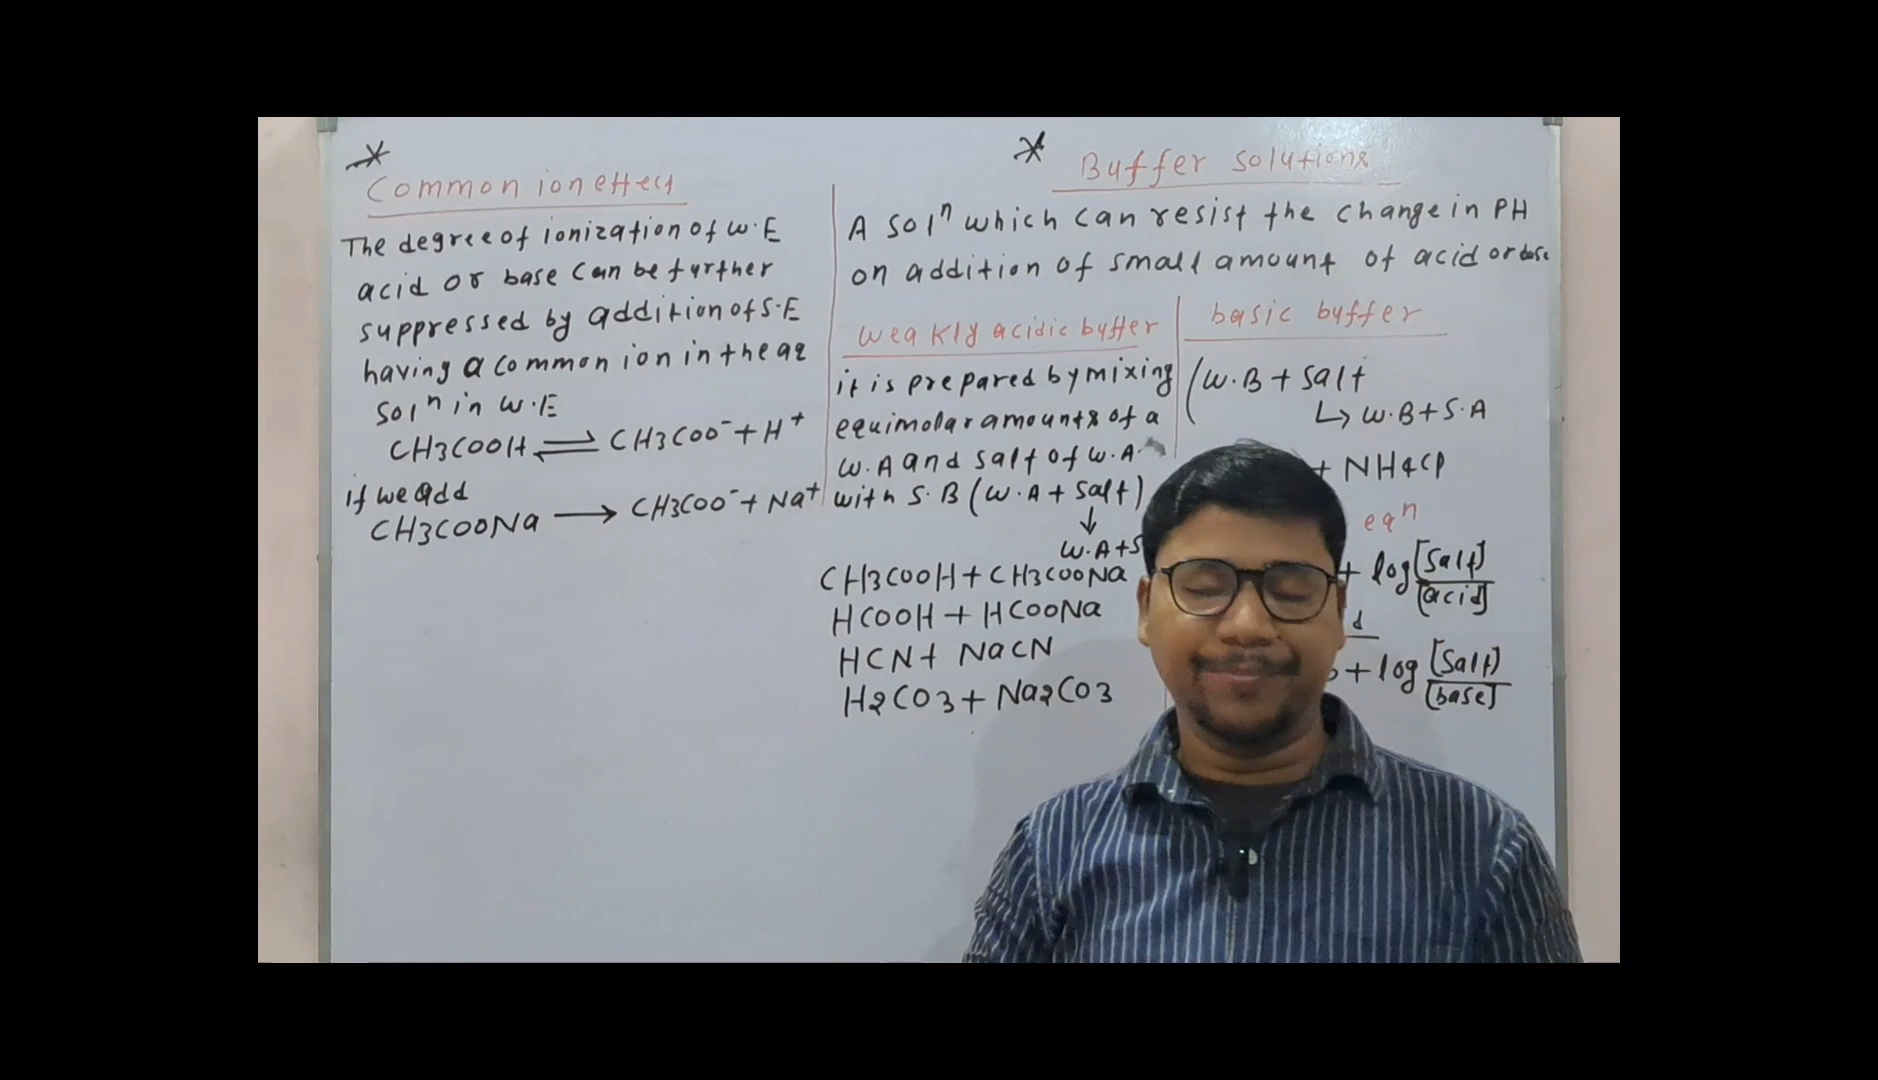 Common ion effect
The degree of ionization of W.E
acid or base can be further
suppressed by addition of S.E
having a common ion in the aq
Solⁿ in W.E
CH3COOH ⇌ CH3COO⁻ + H⁺
If we add
CH3COONa ⟶ CH3COO⁻ + Na⁺
Buffer solutions
A Solⁿ which can resist the change in PH
on addition of small amount of acid or base
Weakly acidic buffer
it is prepared by mixing
equimolar amounts of a
W.A and salt of W.A
with S.B (W.A + Salt)
↓
W.A + S
CH3COOH + CH3COONa
HCOOH + HCOONa
HCN + NaCN
H2CO3 + Na2CO3
basic buffer
(W.B + Salt
↳ W.B + S.A
+ NH4Cl
eqⁿ
+ log [Salt]/[acid]
+ log [Salt]/[base]